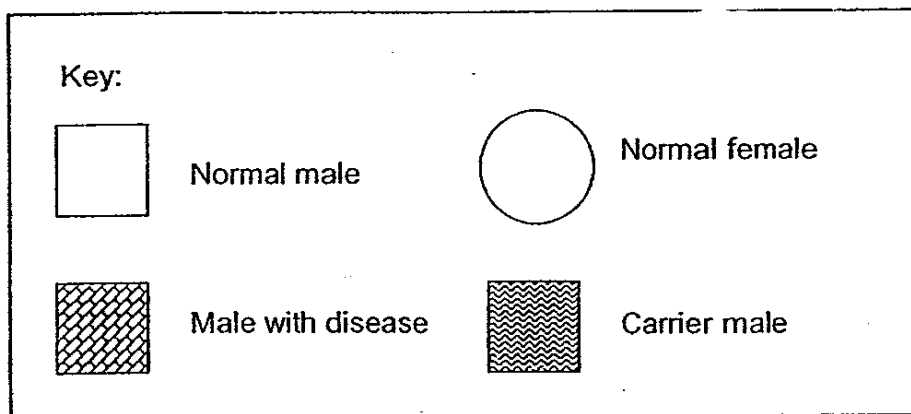 Key:
Normal male
Normal female
Male with disease
Carrier male